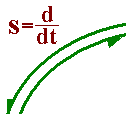 s = d/dt